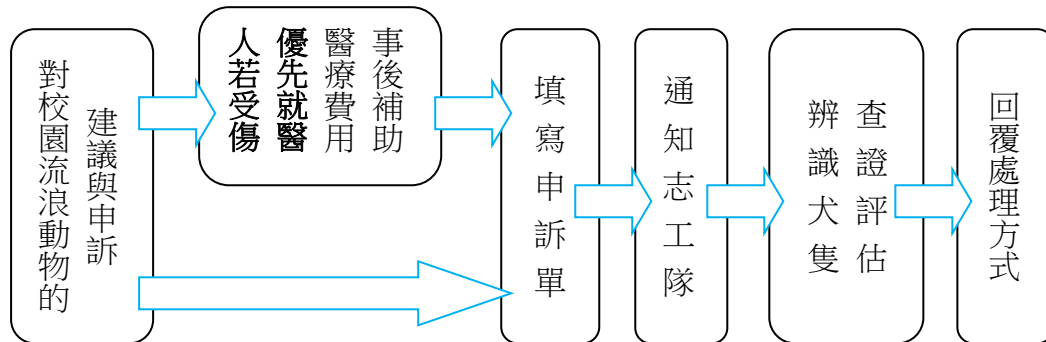 對校園流浪動物的
建議與申訴
人若受傷
優先就醫
醫療費用
事後補助
填寫申訴單
通知志工隊
辨識犬隻
查證評估
回覆處理方式